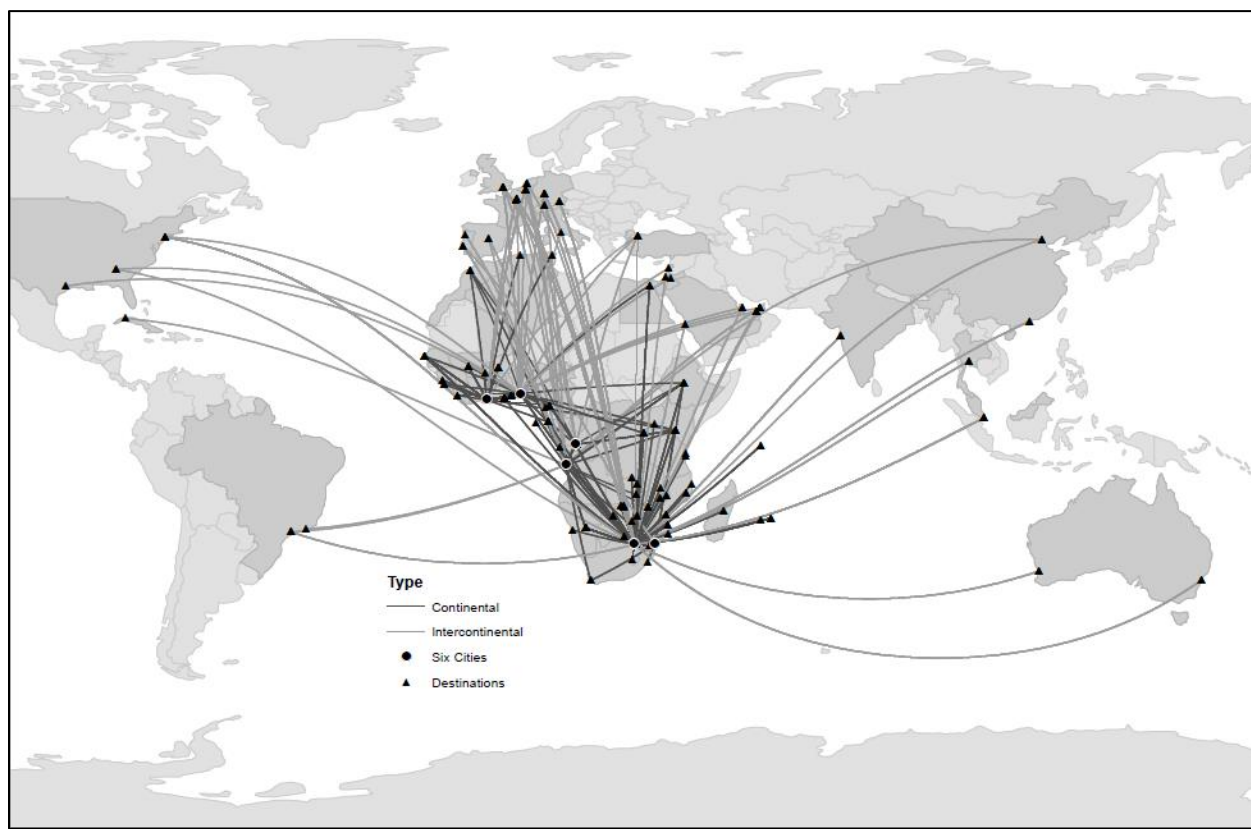 Type
Continental
Intercontinental
Six Cities
Destinations